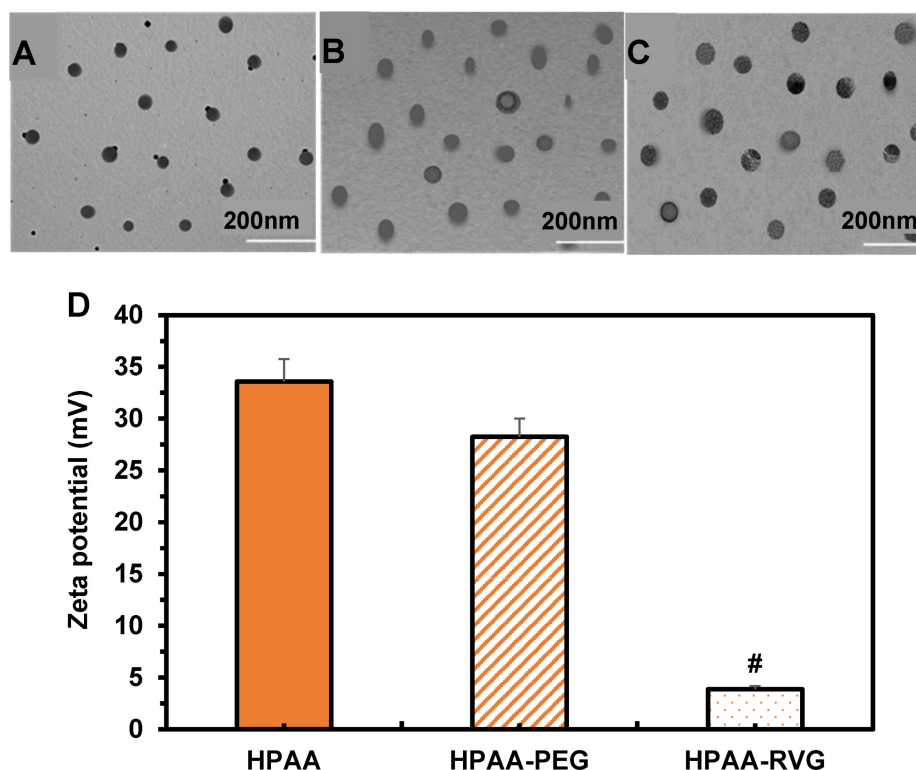 A
B
C
200nm
200nm
200nm
D
40
35
30
25
20
15
10
5
0
Zeta potential (mV)
#
HPAA
HPAA-PEG
HPAA-RVG